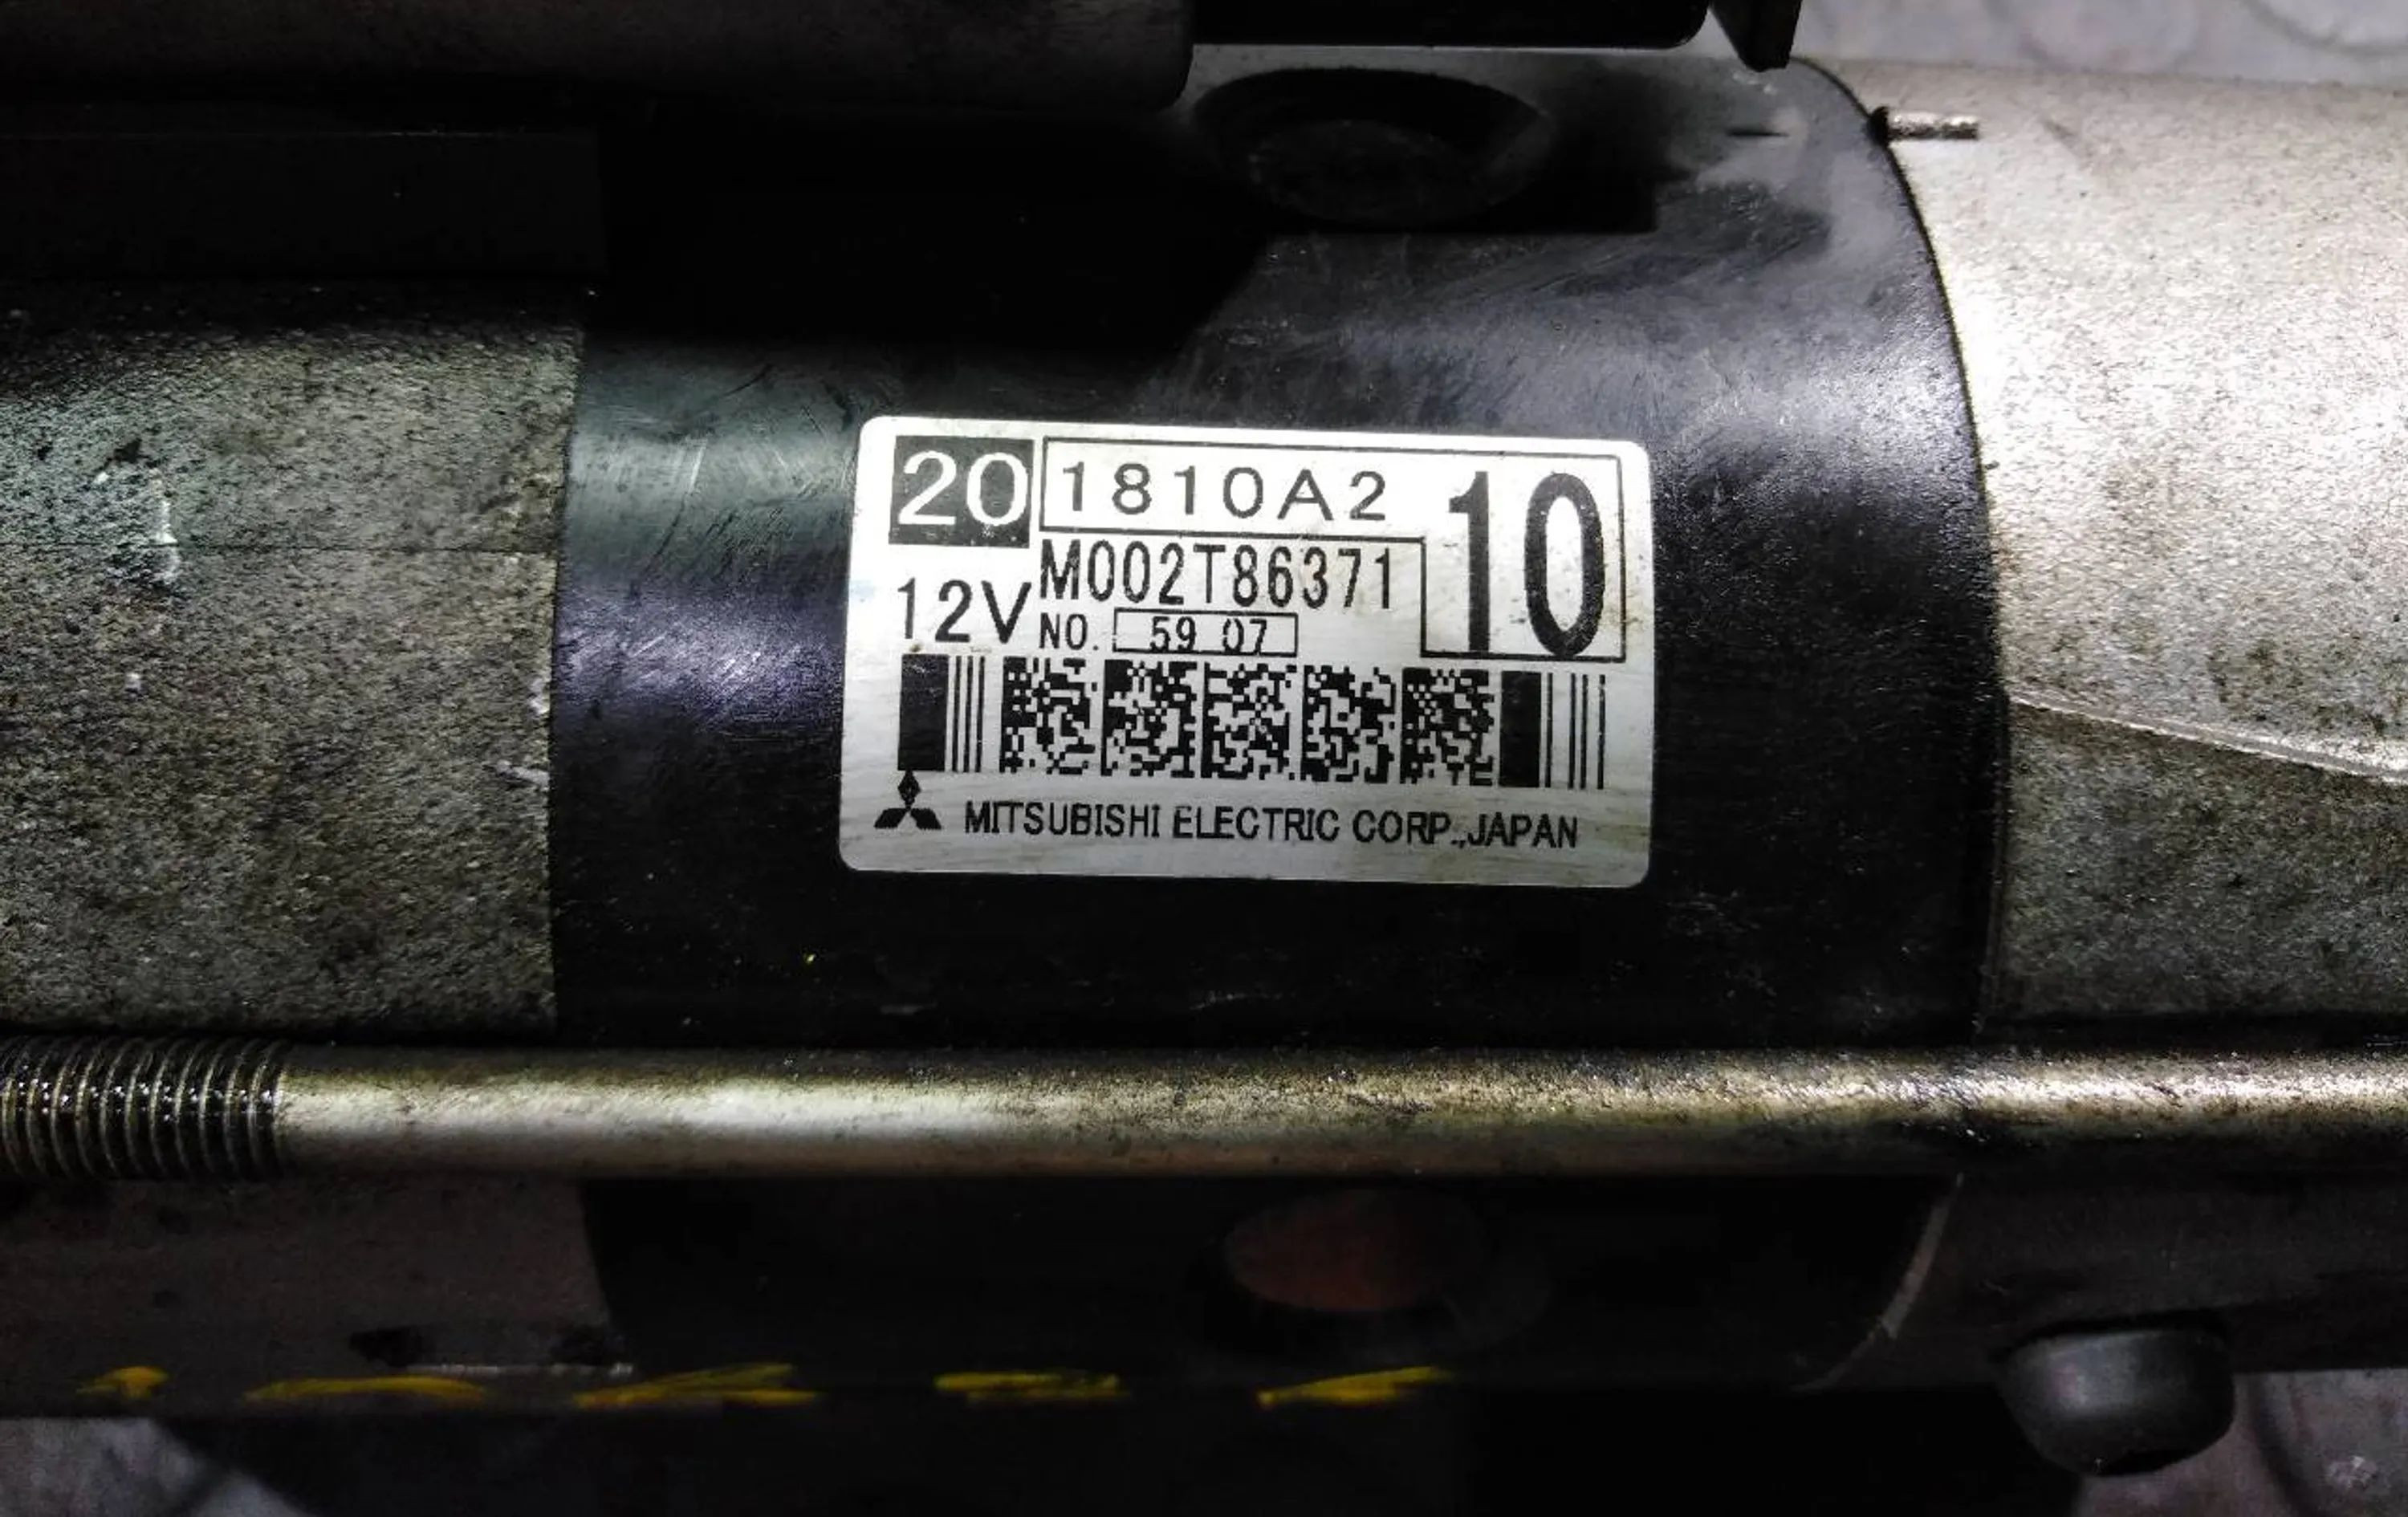 20 1810A2 10
12V M002T86371
NO. 59 07
MITSUBISHI ELECTRIC CORP.,JAPAN